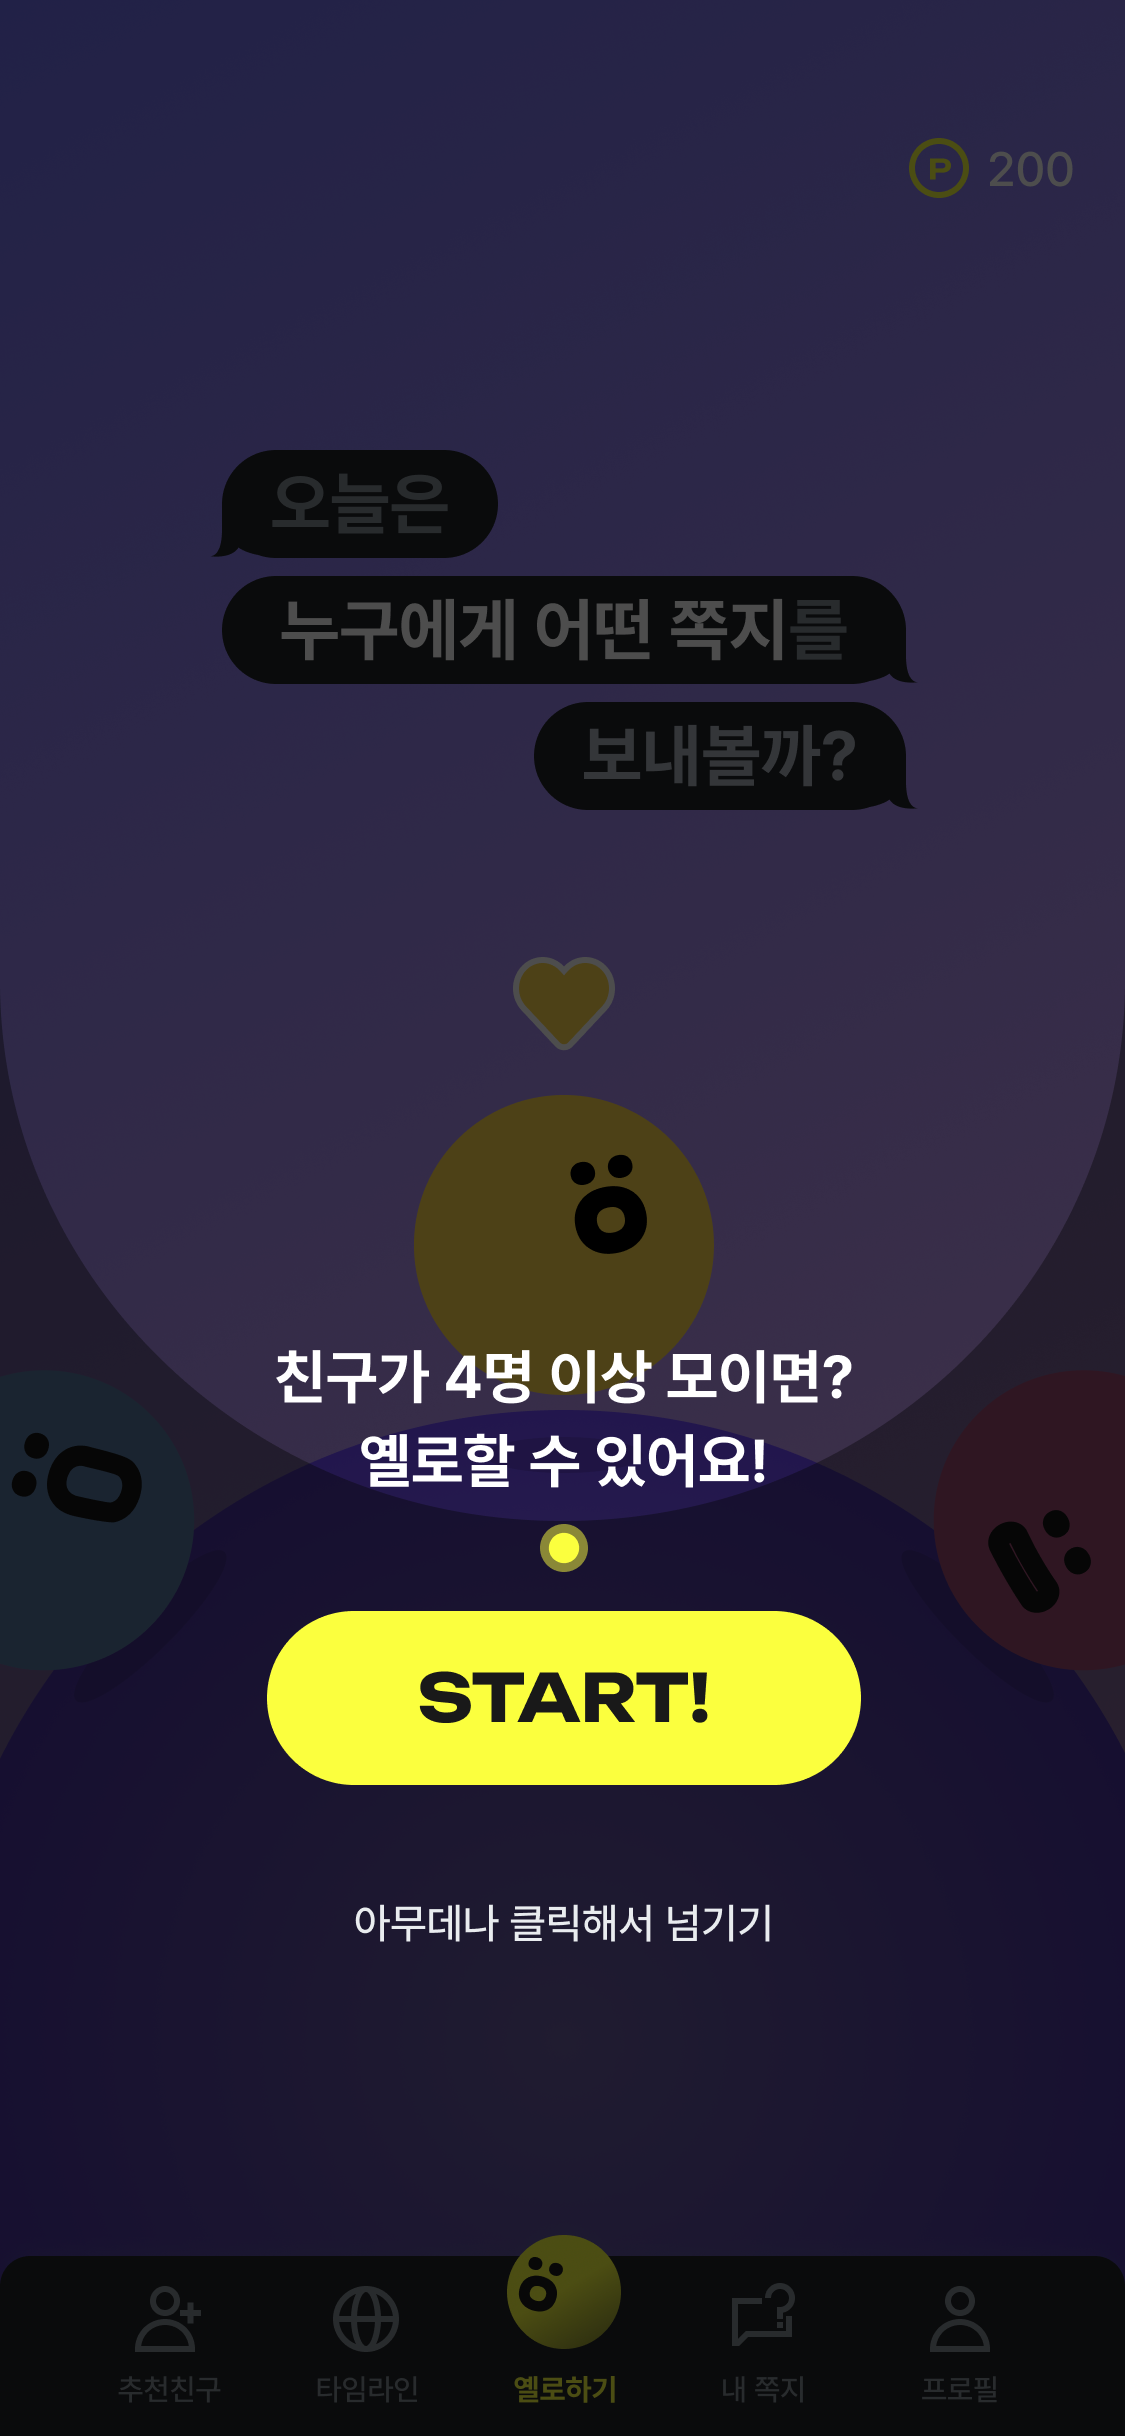 P 200
오늘은
누구에게 어떤 쪽지를
보내볼까?
친구가 4명 이상 모이면?
옐로할 수 있어요!
START!
아무데나 클릭해서 넘기기
추천친구 타임라인 옐로하기 내 쪽지 프로필